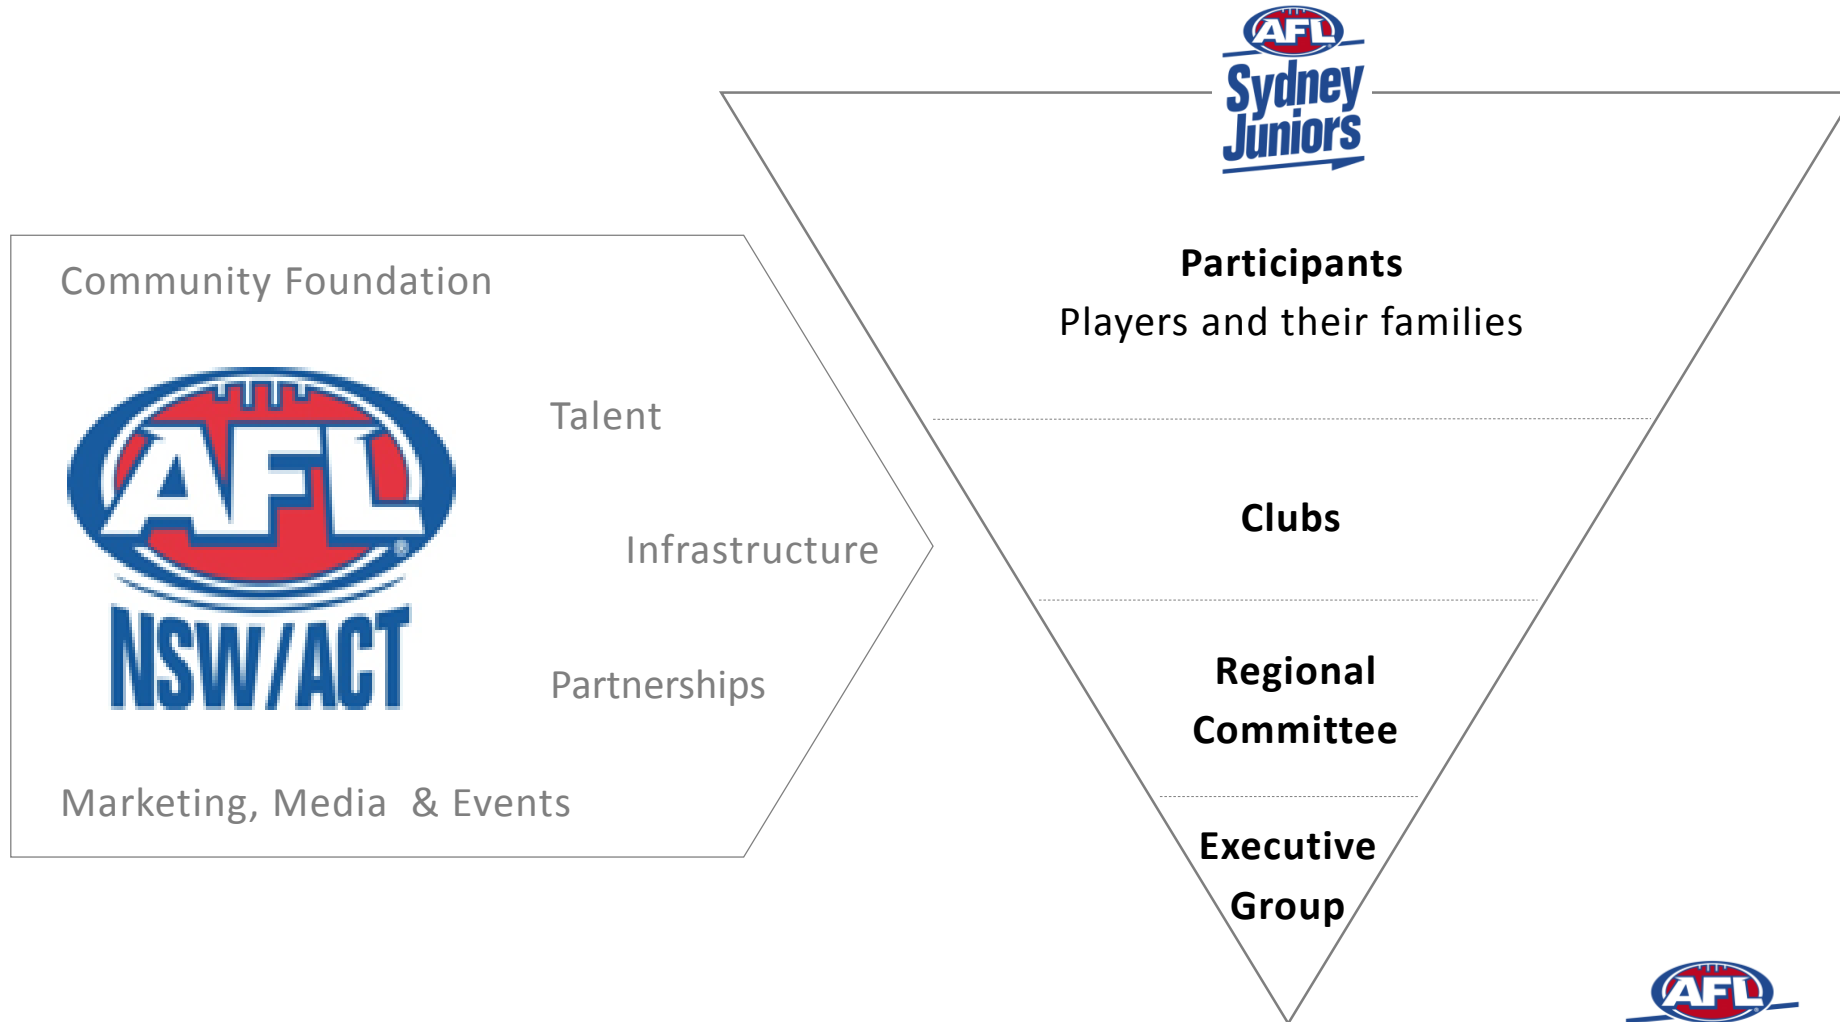 AFL
Sydney
Juniors
Participants
Players and their families
Clubs
Regional
Committee
Executive
Group
Community Foundation
Talent
Infrastructure
Partnerships
Marketing, Media & Events
AFL
NSW/ACT
AFL